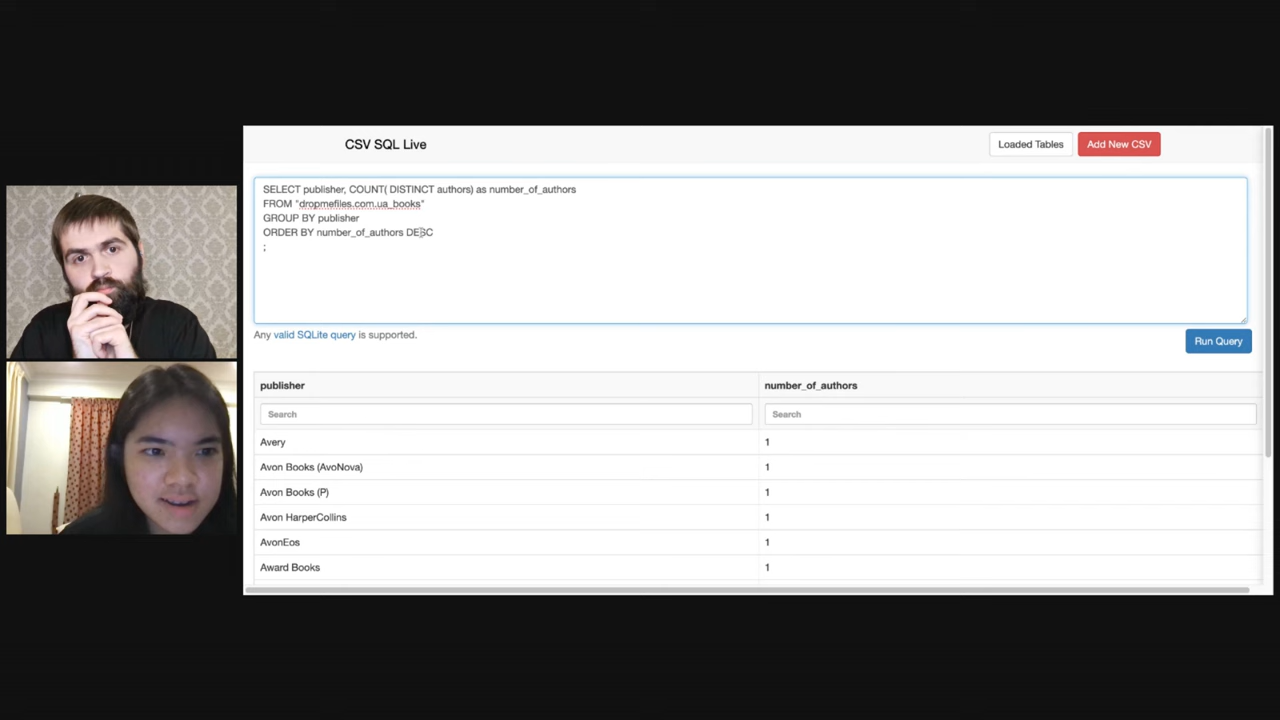 CSV SQL Live
Loaded Tables
Add New CSV
SELECT publisher, COUNT( DISTINCT authors) as number_of_authors
FROM "dropmefiles.com.ua_books"
GROUP BY publisher
ORDER BY number_of_authors DESC
;
Any valid SQLite query is supported.
Run Query
publisher number_of_authors
Search Search
Avery 1
Avon Books (AvoNova) 1
Avon Books (P) 1
Avon HarperCollins 1
AvonEos 1
Award Books 1